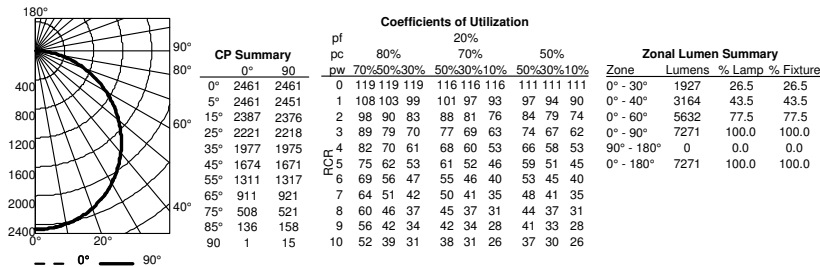 180°
90°
80°
400
800
60°
1200
1600
2000
40°
2400
0° 20°
0° 90°
CP Summary
0° 90
0° 2461 2461
5° 2461 2451
15° 2387 2376
25° 2221 2218
35° 1977 1975
45° 1674 1671
55° 1311 1317
65° 911 921
75° 508 521
85° 136 158
90 1 15
Coefficients of Utilization
pf 20%
pc 80% 70% 50%
pw 70%50%30% 50%30%10% 50%30%10%
RCR
0 119 119 119 116 116 116 111 111 111
1 108 103 99 101 97 93 97 94 90
2 98 90 83 88 81 76 84 79 74
3 89 79 70 77 69 63 74 67 62
4 82 70 61 68 60 53 66 58 53
5 75 62 53 61 52 46 59 51 45
6 69 56 47 55 46 40 53 45 40
7 64 51 42 50 41 35 48 41 35
8 60 46 37 45 37 31 44 37 31
9 56 42 34 42 34 28 41 33 28
10 52 39 31 38 31 26 37 30 26
Zonal Lumen Summary
Zone Lumens % Lamp % Fixture
0° - 30° 1927 26.5 26.5
0° - 40° 3164 43.5 43.5
0° - 60° 5632 77.5 77.5
0° - 90° 7271 100.0 100.0
90° - 180° 0 0.0 0.0
0° - 180° 7271 100.0 100.0